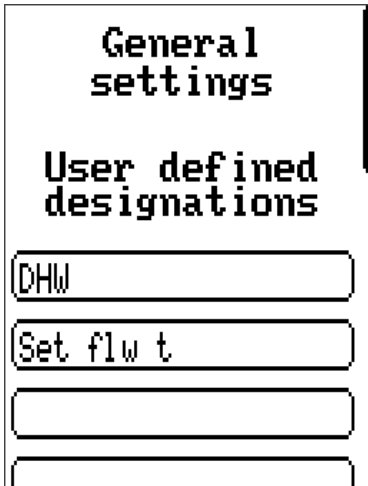 General
settings
User defined
designations
DHW
Set flw t